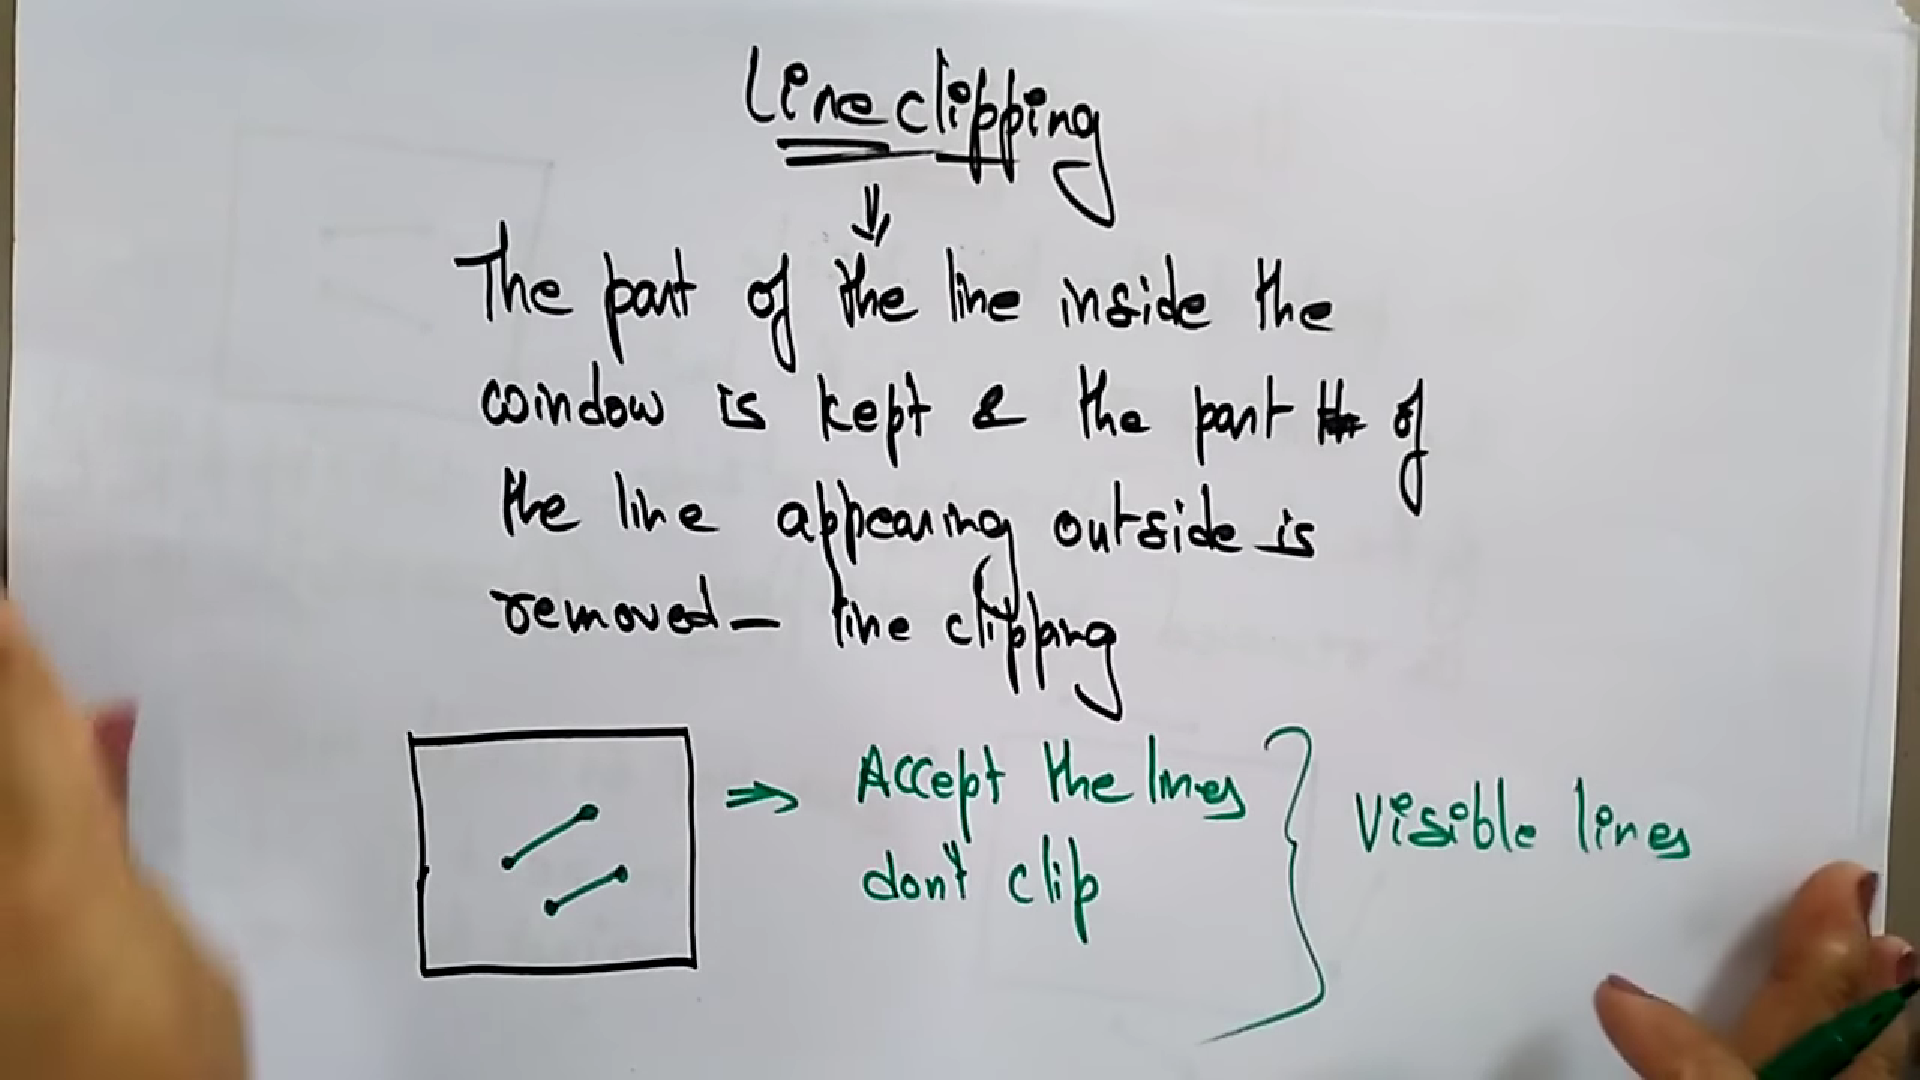 Line clipping
The part of the line inside the
window is kept & the part of
the line appearing outside is
removed - line clipping
Accept the lines
don't clip
Visible lines